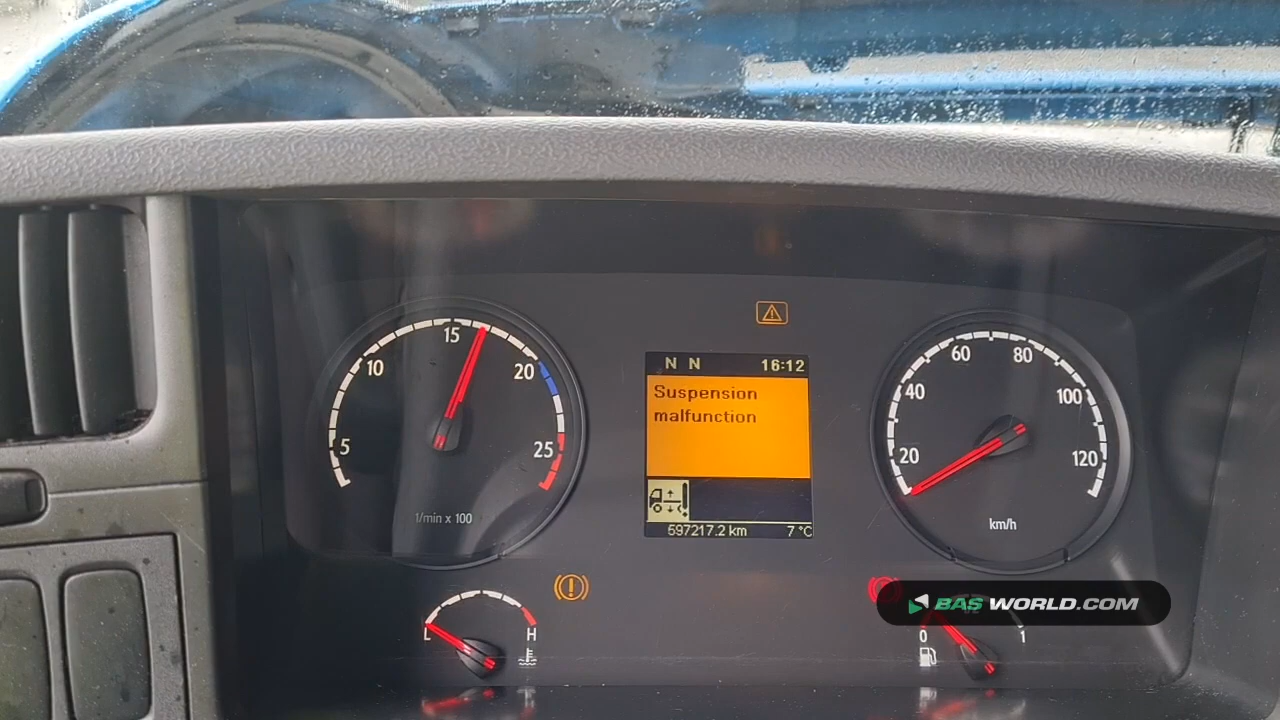 N N 16:12
Suspension
malfunction
597217.2 km 7 °C
5
10
15
20
25
1/min x 100
20
40
60
80
100
120
km/h
L
H
0
1
BAS WORLD.COM